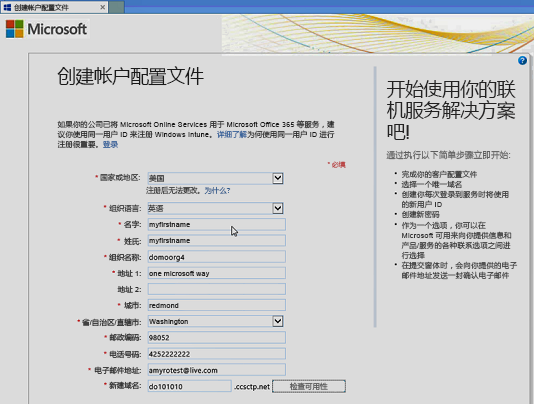 创建帐户配置文件
Microsoft
创建帐户配置文件
如果你的公司已将 Microsoft Online Services 用于 Microsoft Office 365 等服务，建
议你使用同一用户 ID 来注册 Windows Intune。详细了解为何使用同一用户 ID 进行
注册很重要。登录
*必填
* 国家或地区: 美国
注册后无法更改。为什么?
* 组织语言: 英语
* 名字: myfirstname
* 姓氏: myfirstname
* 组织名称: domoorg4
* 地址 1: one microsoft way
地址 2:
* 城市: redmond
* 省/自治区/直辖市: Washington
* 邮政编码: 98052
* 电话号码: 4252222222
* 电子邮件地址: amyrotest@live.com
* 新建域名: do101010 .ccsctp.net 检查可用性
?
开始使用你的联
机服务解决方案
吧!
通过执行以下简单步骤立即开始:
• 完成你的客户配置文件
• 选择一个唯一域名
• 创建你每次登录到服务时将使用
的新用户 ID
• 创建新密码
• 作为一个选项，你可以在
Microsoft 可用来向你提供信息和
产品/服务的各种联系选项之间进
行选择
• 在提交窗体时，会向你提供的电子
邮件地址发送一封确认电子邮件